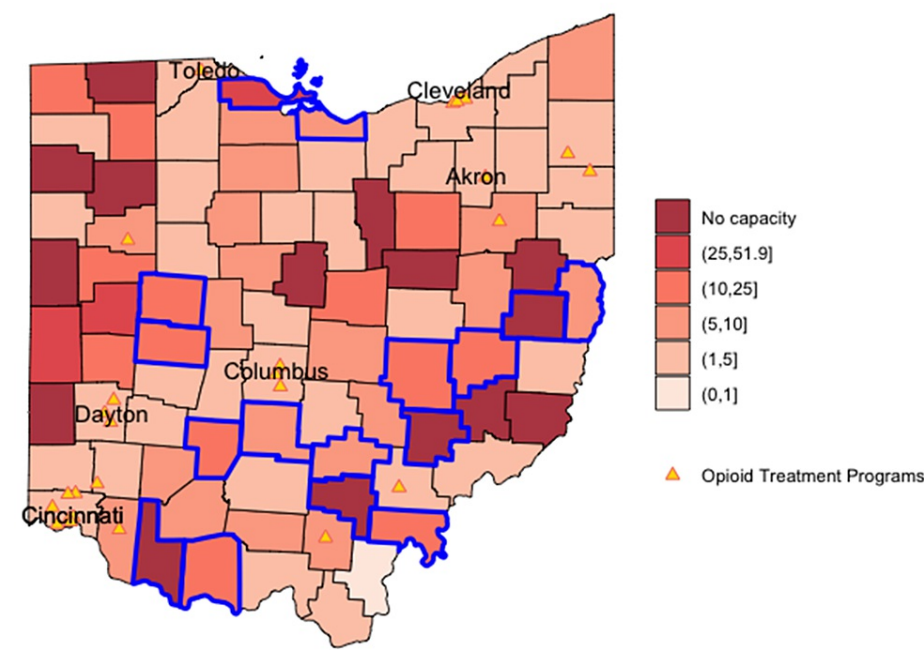 Toledo
Cleveland
Akron
Columbus
Dayton
Cincinnati
No capacity
(25,51.9]
(10,25]
(5,10]
(1,5]
(0,1]
Opioid Treatment Programs